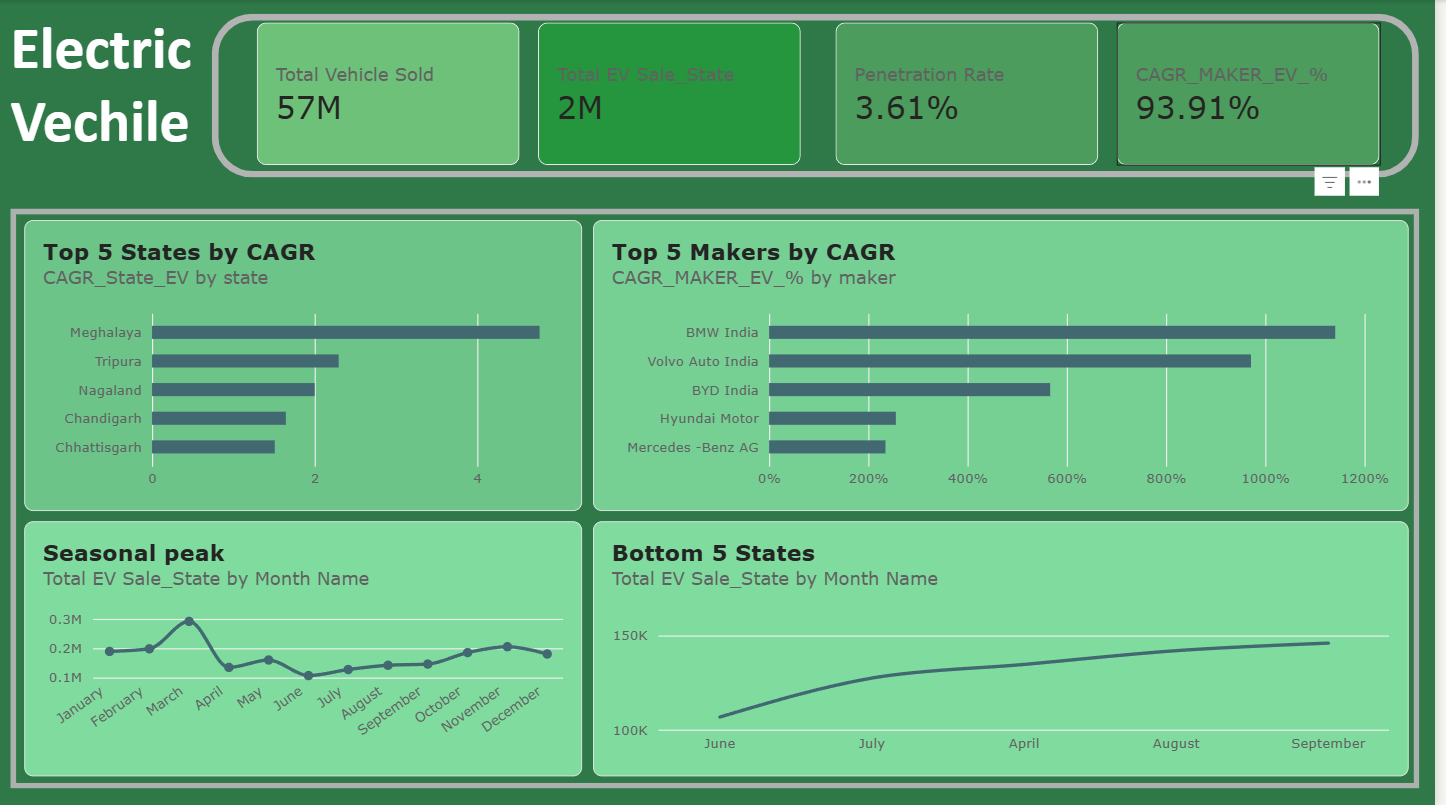 Electric
Vechile
Total Vehicle Sold
57M
Total EV Sale_State
2M
Penetration Rate
3.61%
CAGR_MAKER_EV_%
93.91%
Top 5 States by CAGR
CAGR_State_EV by state
Meghalaya
Tripura
Nagaland
Chandigarh
Chhattisgarh
0 2 4
Top 5 Makers by CAGR
CAGR_MAKER_EV_% by maker
BMW India
Volvo Auto India
BYD India
Hyundai Motor
Mercedes -Benz AG
0% 200% 400% 600% 800% 1000% 1200%
Seasonal peak
Total EV Sale_State by Month Name
0.3M
0.2M
0.1M
January February March April May June July August September October November December
Bottom 5 States
Total EV Sale_State by Month Name
150K
100K
June July April August September